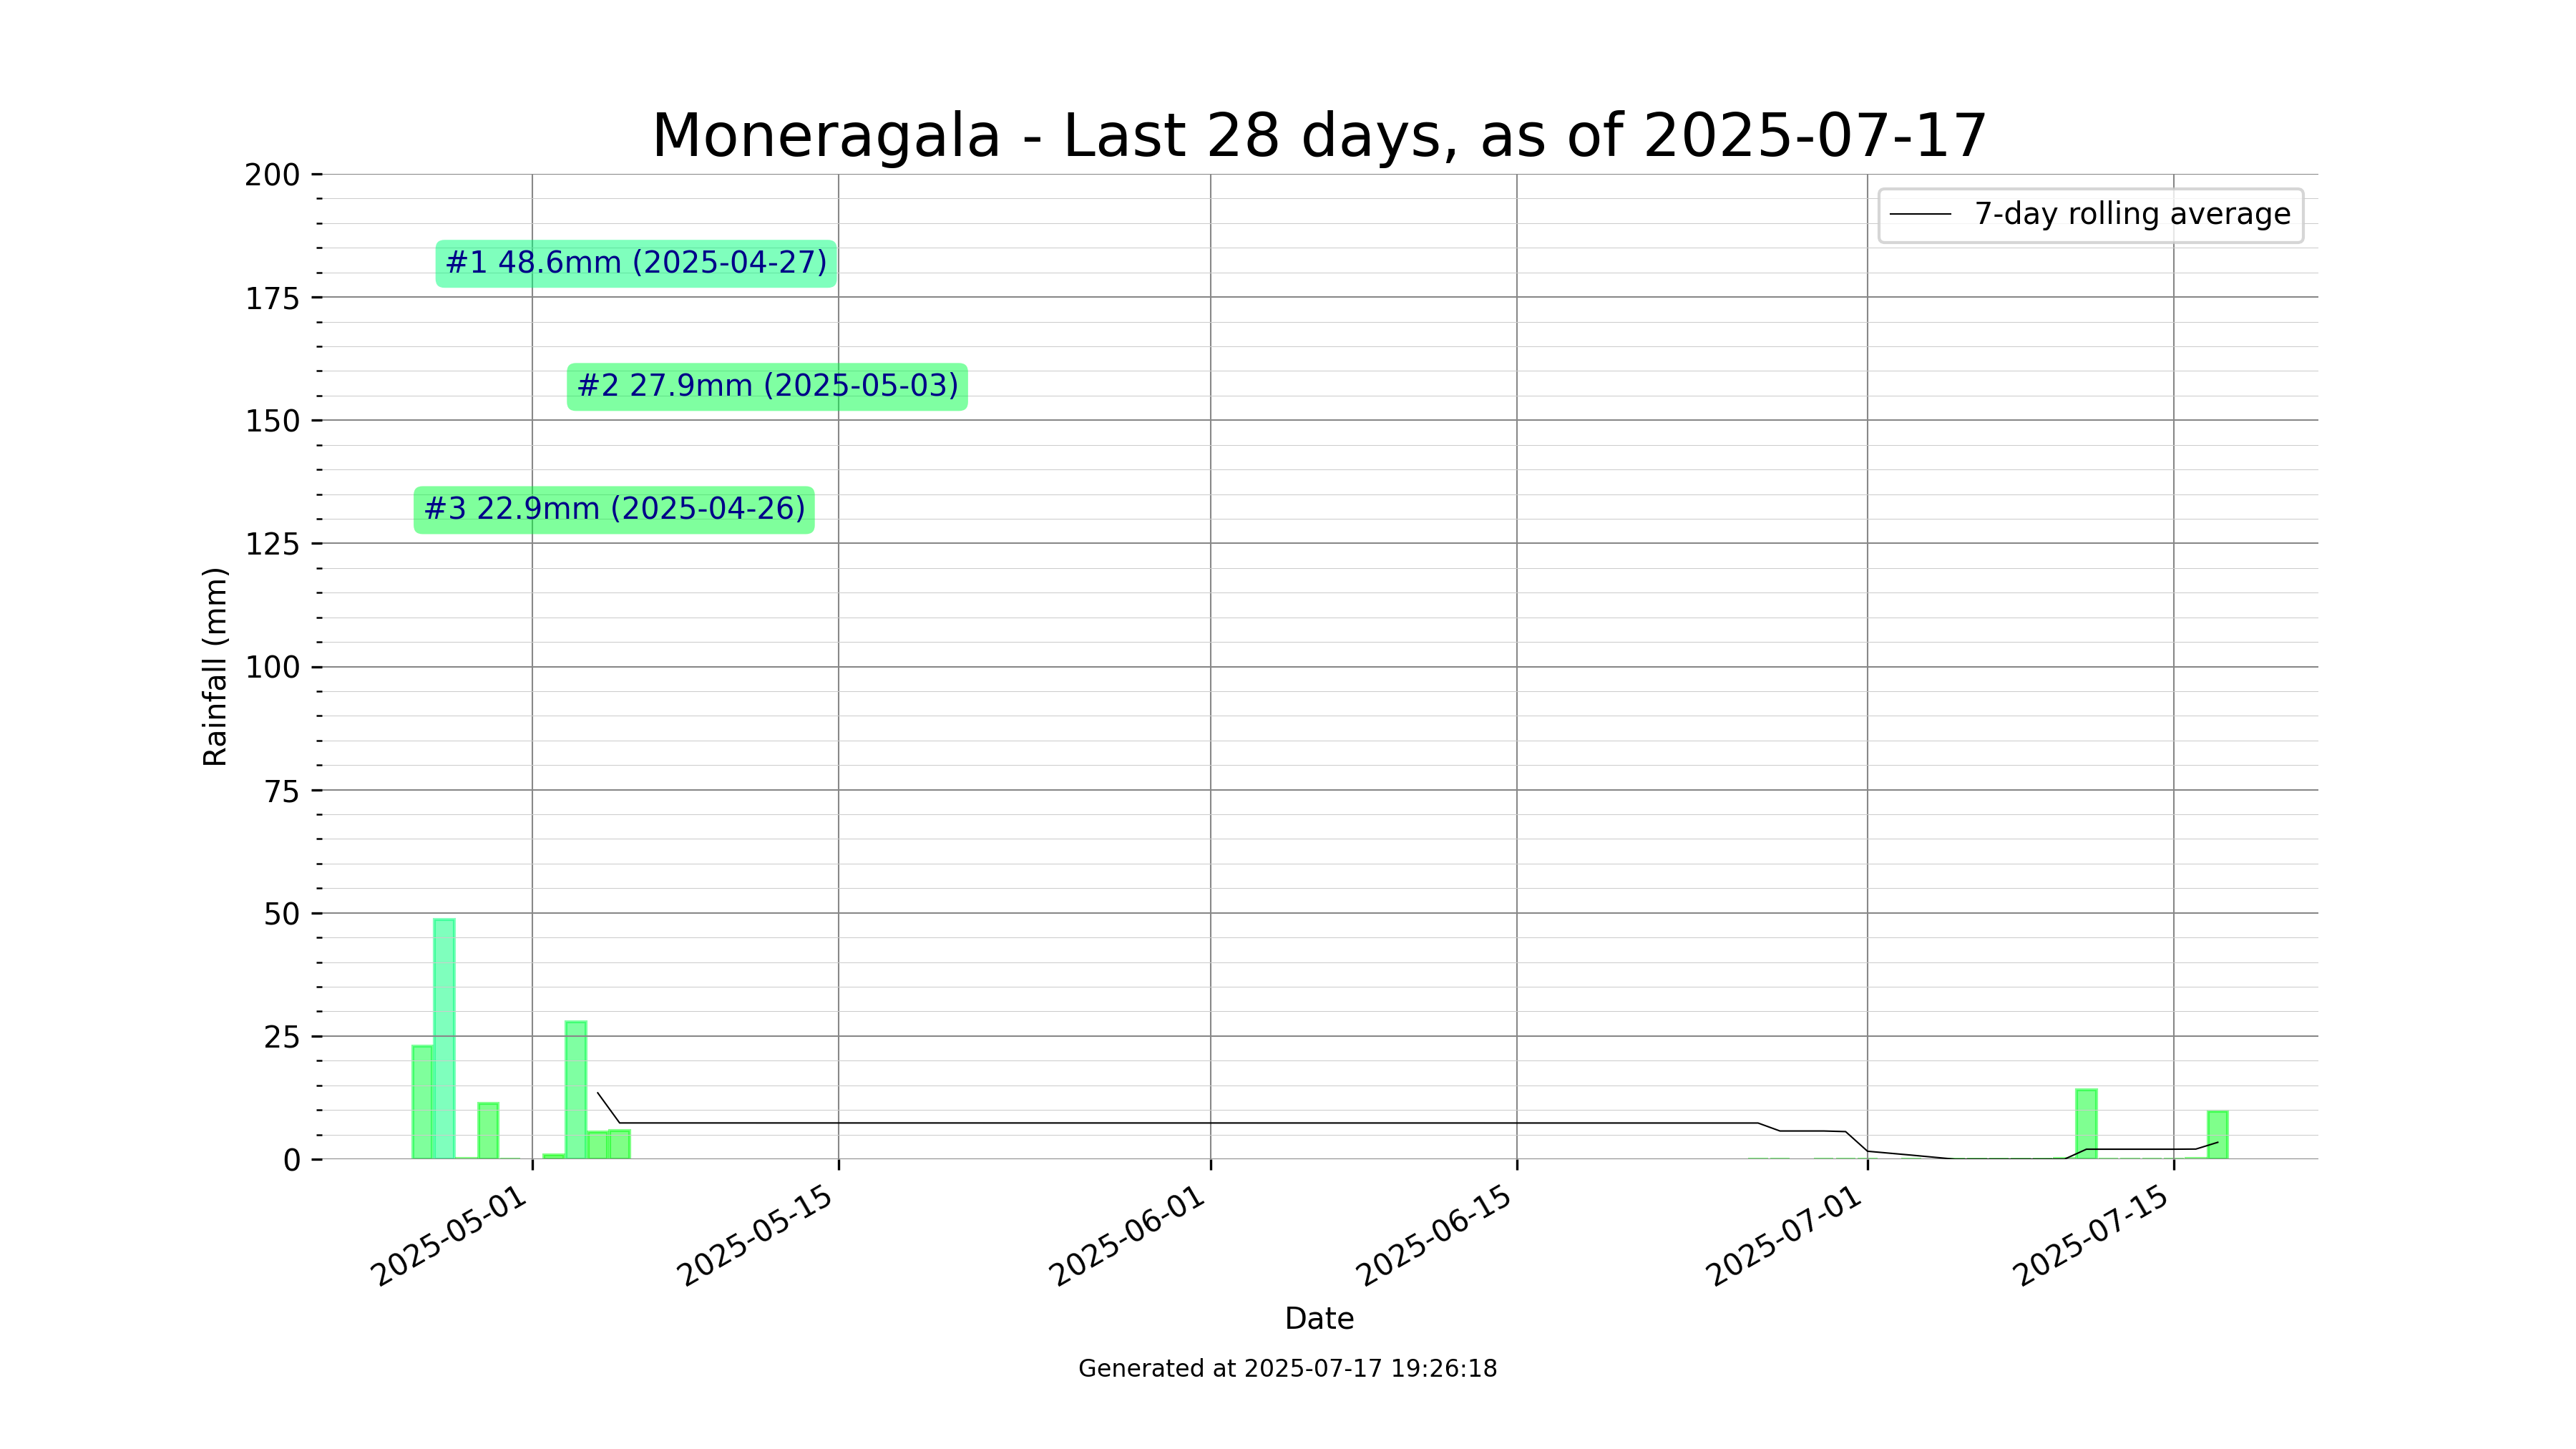 Moneragala - Last 28 days, as of 2025-07-17
200
175
150
125
100
75
50
25
0
Rainfall (mm)
7-day rolling average
#1 48.6mm (2025-04-27)
#2 27.9mm (2025-05-03)
#3 22.9mm (2025-04-26)
2025-05-01
2025-05-15
2025-06-01
2025-06-15
2025-07-01
2025-07-15
Date
Generated at 2025-07-17 19:26:18